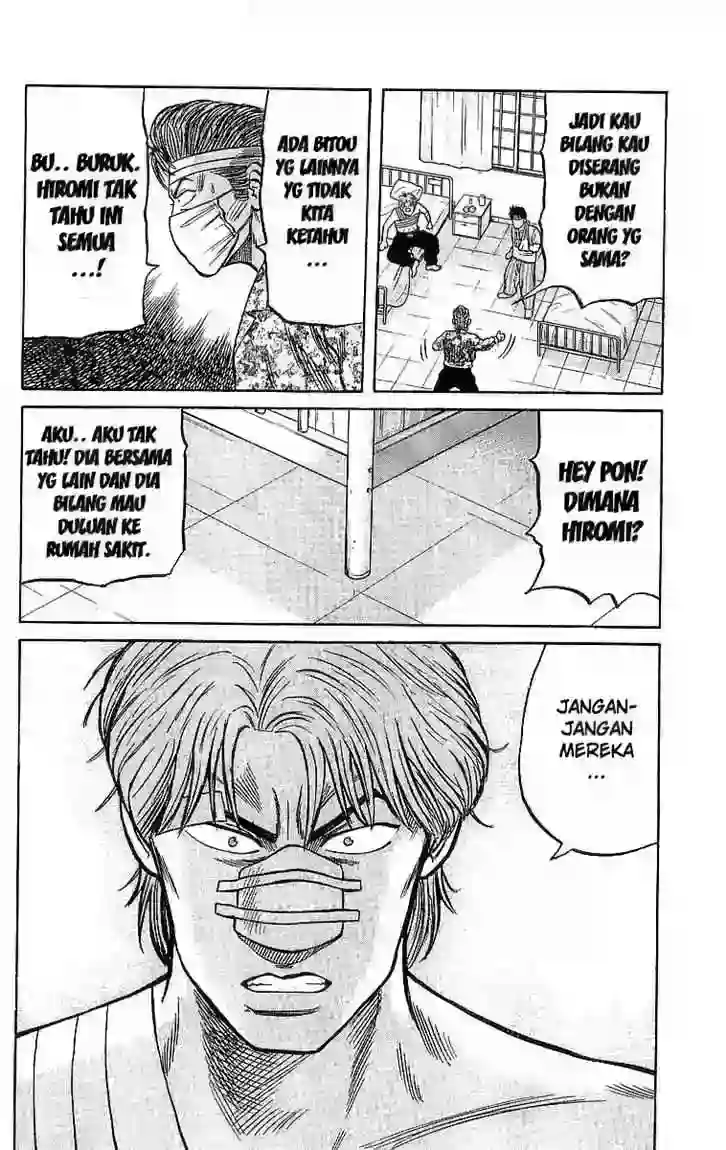 JADI KAU
BILANG KAU
DISERANG
BUKAN
DENGAN
ORANG YG
SAMA?
ADA BITOU
YG LAINNYA
YG TIDAK
KITA
KETAHUI
...
BU.. BURUK.
HIROMI TAK
TAHU INI
SEMUA
...!
HEY PON!
DIMANA
HIROMI?
AKU.. AKU TAK
TAHU! DIA BERSAMA
YG LAIN DAN DIA
BILANG MAU
DULUAN KE
RUMAH SAKIT.
JANGAN-
JANGAN
MEREKA
...